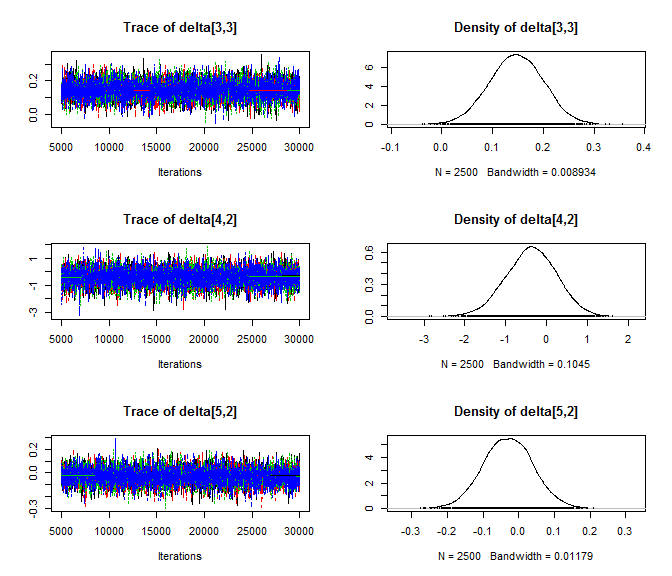 Trace of delta[3,3]
0.2
0.0
5000 10000 15000 20000 25000 30000
Iterations
Density of delta[3,3]
6
4
2
0
-0.1 0.0 0.1 0.2 0.3 0.4
N = 2500 Bandwidth = 0.008934
Trace of delta[4,2]
1
-1
-3
5000 10000 15000 20000 25000 30000
Iterations
Density of delta[4,2]
0.6
0.3
0.0
-3 -2 -1 0 1 2
N = 2500 Bandwidth = 0.1045
Trace of delta[5,2]
0.2
0.0
-0.3
5000 10000 15000 20000 25000 30000
Iterations
Density of delta[5,2]
4
2
0
-0.3 -0.2 -0.1 0.0 0.1 0.2 0.3
N = 2500 Bandwidth = 0.01179